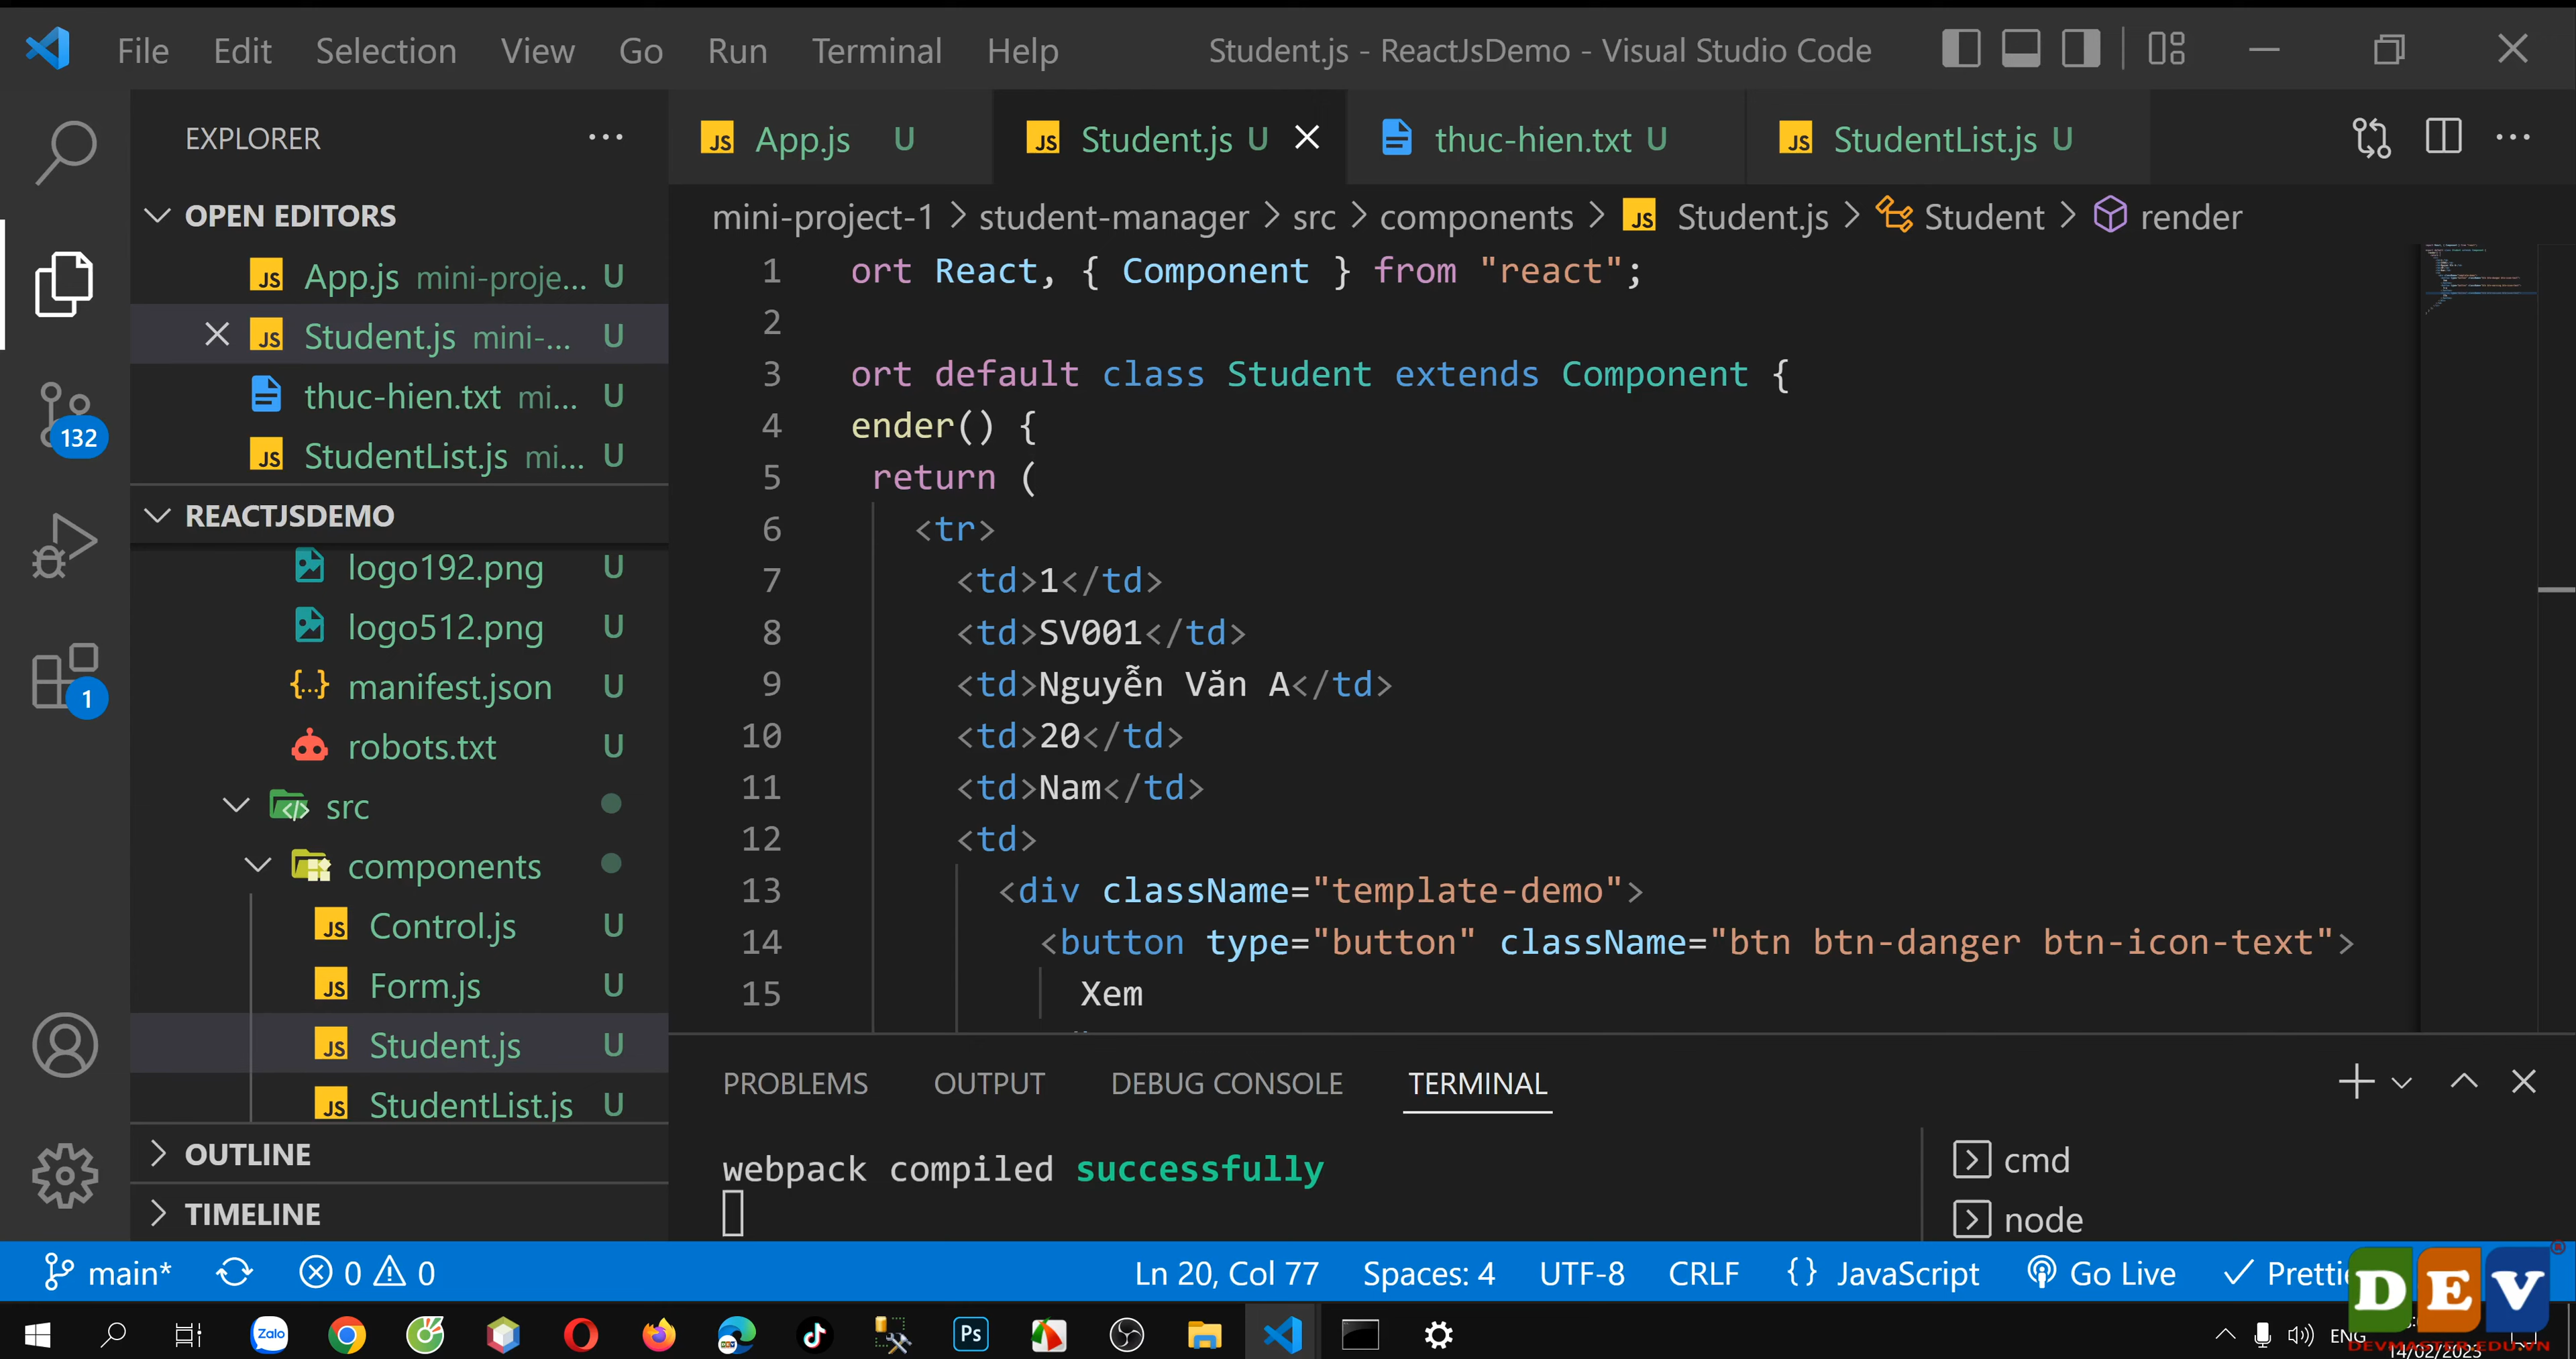 File Edit Selection View Go Run Terminal Help Student.js - ReactJsDemo - Visual Studio Code
EXPLORER
OPEN EDITORS
App.js mini-proje... U
Student.js mini-... U
thuc-hien.txt mi... U
StudentList.js mi... U
REACTJSDEMO
logo192.png U
logo512.png U
manifest.json U
robots.txt U
src
components
Control.js U
Form.js U
Student.js U
StudentList.js U
OUTLINE
TIMELINE
132
1
App.js U Student.js U thuc-hien.txt U StudentList.js U
mini-project-1 > student-manager > src > components > Student.js > Student > render
1 ort React, { Component } from "react";
2
3 ort default class Student extends Component {
4 ender() {
5 return (
6 <tr>
7 <td>1</td>
8 <td>SV001</td>
9 <td>Nguyễn Văn A</td>
10 <td>20</td>
11 <td>Nam</td>
12 <td>
13 <div className="template-demo">
14 <button type="button" className="btn btn-danger btn-icon-text">
15 Xem
PROBLEMS OUTPUT DEBUG CONSOLE TERMINAL
webpack compiled successfully
cmd
node
main* 0 0 Ln 20, Col 77 Spaces: 4 UTF-8 CRLF {} JavaScript Go Live
Zalo Ps ENG
DEV
DEVMASTER.EDU.VN
14/02/2023